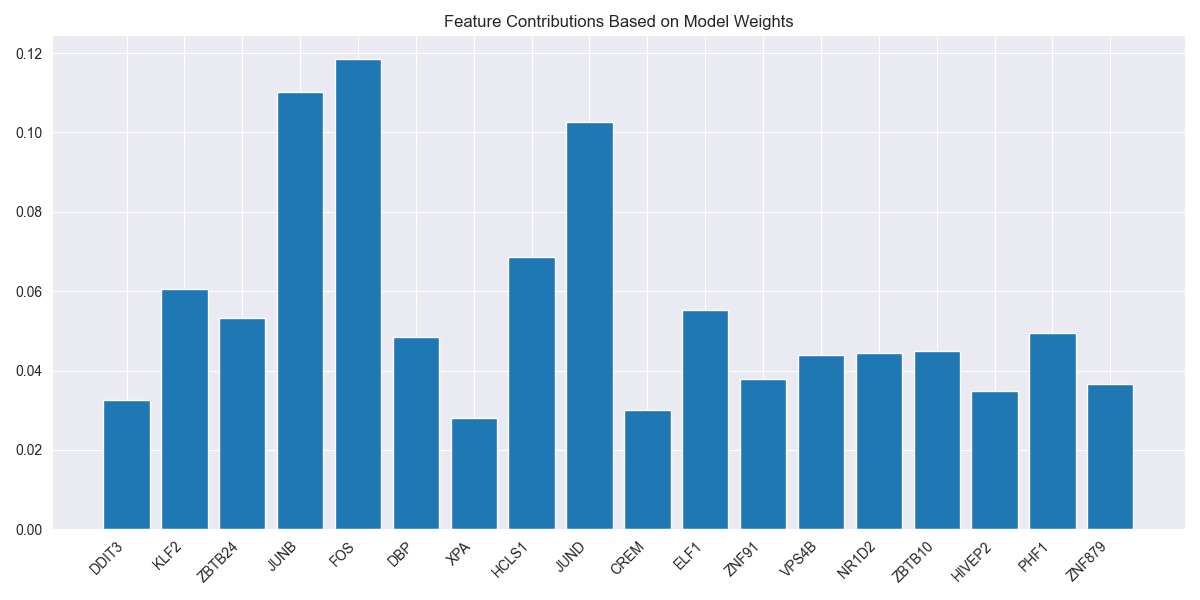 Feature Contributions Based on Model Weights
0.12
0.10
0.08
0.06
0.04
0.02
0.00
DDIT3
KLF2
ZBTB24
JUNB
FOS
DBP
XPA
HCLS1
JUND
CREM
ELF1
ZNF91
VPS4B
NR1D2
ZBTB10
HIVEP2
PHF1
ZNF879